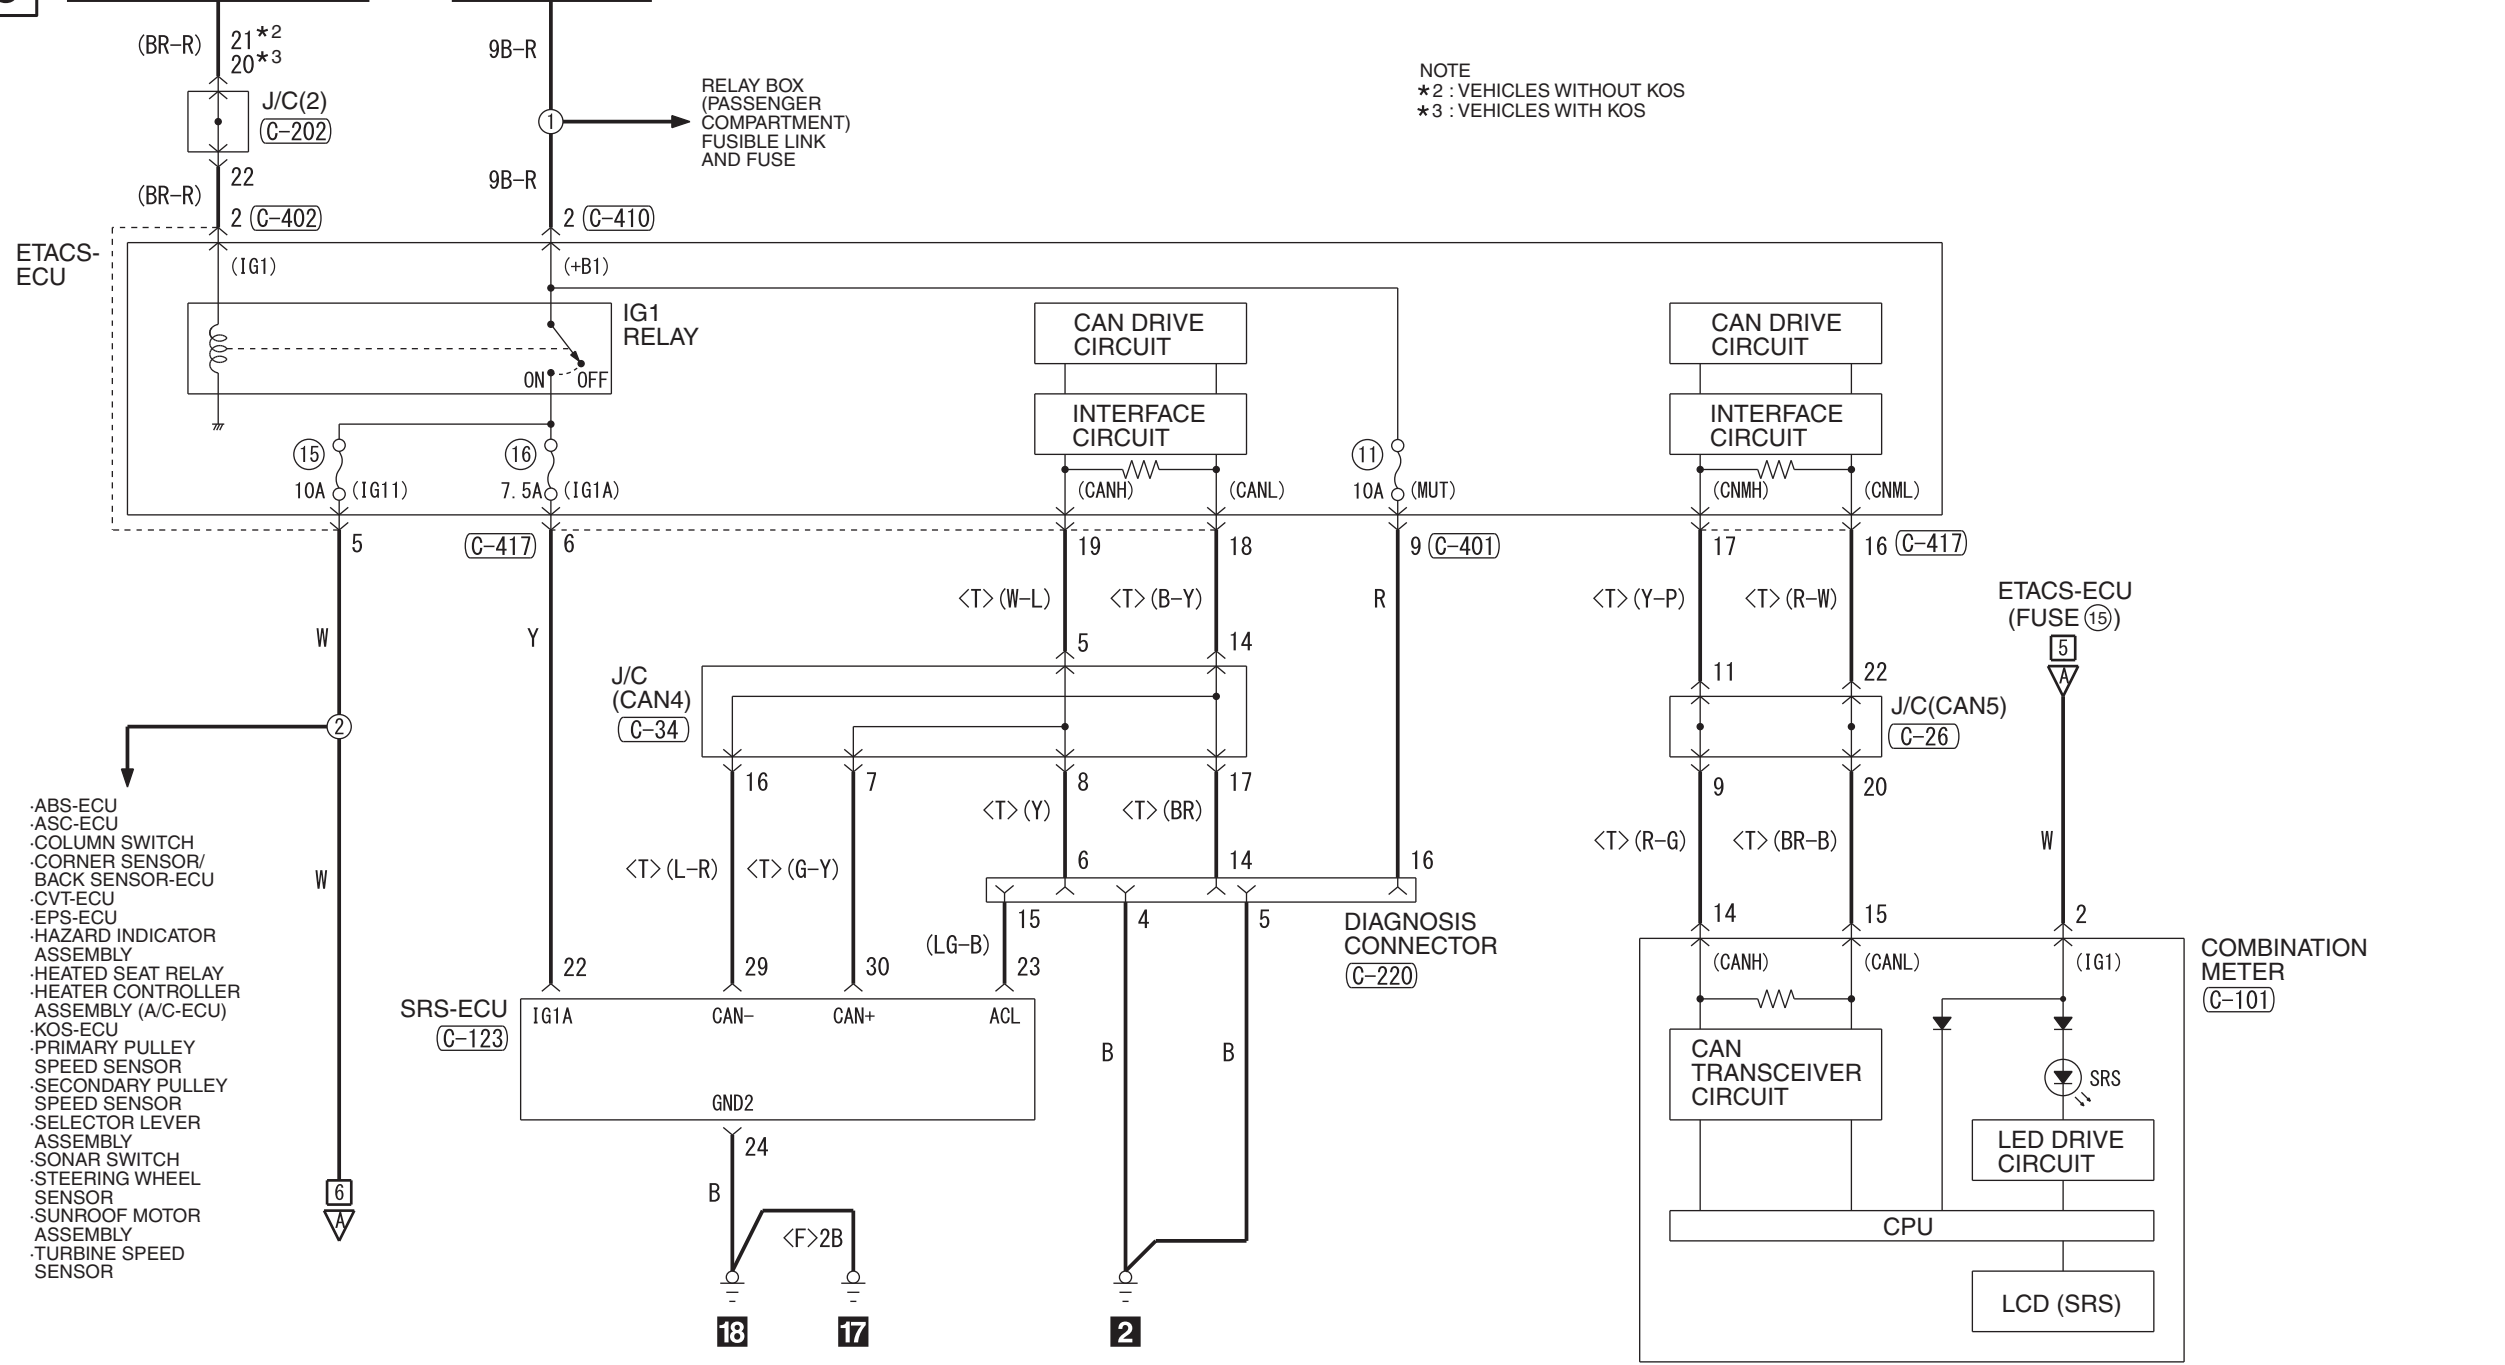 (BR-R)
21*2
20*3
J/C(2)
C-202
22
(BR-R)
2 C-402
9B-R
1
RELAY BOX
(PASSENGER
COMPARTMENT)
FUSIBLE LINK
AND FUSE
9B-R
2 C-410
NOTE
*2 : VEHICLES WITHOUT KOS
*3 : VEHICLES WITH KOS
ETACS-
ECU
(IG1)
(+B1)
IG1
RELAY
ON
OFF
CAN DRIVE
CIRCUIT
CAN DRIVE
CIRCUIT
INTERFACE
CIRCUIT
INTERFACE
CIRCUIT
15
10A
(IG11)
16
7.5A
(IG1A)
(CANH)
(CANL)
11
10A
(MUT)
(CNMH)
(CNML)
5
C-417 6
19
18
9 C-401
17
16 C-417
<T>(W-L)
<T>(B-Y)
R
<T>(Y-P)
<T>(R-W)
ETACS-ECU
(FUSE 15)
5
A
W
Y
5
14
11
22
J/C
(CAN4)
C-34
J/C(CAN5)
C-26
2
16
7
8
17
9
20
<T>(Y)
<T>(BR)
<T>(L-R)
<T>(G-Y)
<T>(R-G)
<T>(BR-B)
W
6
14
16
·ABS-ECU
·ASC-ECU
·COLUMN SWITCH
·CORNER SENSOR/
BACK SENSOR-ECU
·CVT-ECU
·EPS-ECU
·HAZARD INDICATOR
ASSEMBLY
·HEATED SEAT RELAY
·HEATER CONTROLLER
ASSEMBLY (A/C-ECU)
·KOS-ECU
·PRIMARY PULLEY
SPEED SENSOR
·SECONDARY PULLEY
SPEED SENSOR
·SELECTOR LEVER
ASSEMBLY
·SONAR SWITCH
·STEERING WHEEL
SENSOR
·SUNROOF MOTOR
ASSEMBLY
·TURBINE SPEED
SENSOR
W
6
A
15
4
5
DIAGNOSIS
CONNECTOR
C-220
(LG-B)
22
29
30
23
SRS-ECU
C-123
IG1A
CAN-
CAN+
ACL
GND2
24
B
<F>2B
18
17
B
B
2
14
15
2
COMBINATION
METER
C-101
(CANH)
(CANL)
(IG1)
CAN
TRANSCEIVER
CIRCUIT
SRS
LED DRIVE
CIRCUIT
CPU
LCD (SRS)